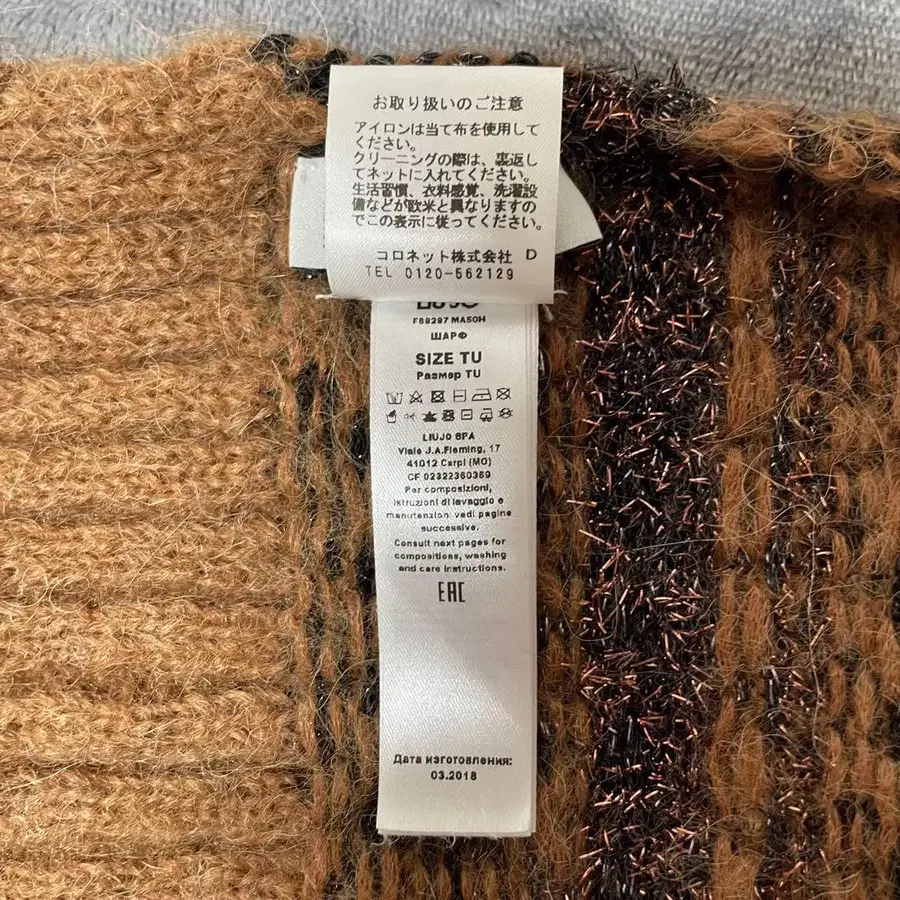 お取り扱いのご注意
アイロンは当て布を使用して
ください。
クリーニングの際は、裏返し
てネットに入れてください。
生活習慣、衣料感覚、洗濯設
備などが欧米と異なりますの
でこの表示に従ってください。
コロネット株式会社 D
TEL 0120-562129
LIU JO
F68297 MA50H
ШАРФ
SIZE TU
Размер TU
LIUJO SPA
Viale J.A.Fleming, 17
41012 Carpi (MO)
CF 02322360369
Per composizioni,
istruzioni di lavaggio e
manutenzioni vedi pagine
successive.
Consult next pages for
compositions, washing
and care instructions.
EAC
Дата изготовления:
03.2018